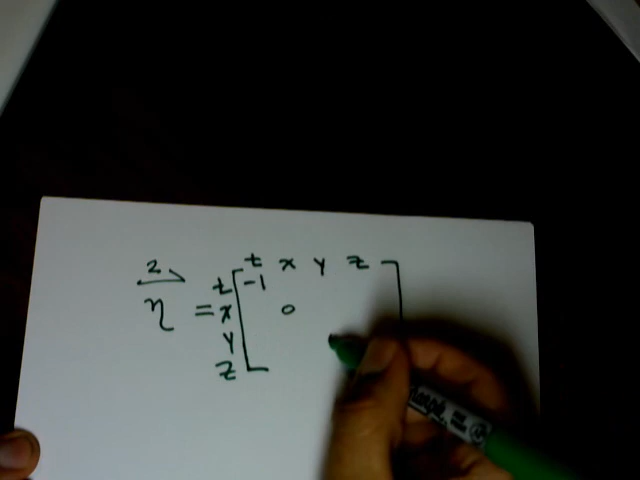 2
t x y z
η = t -1
x 0
y
z